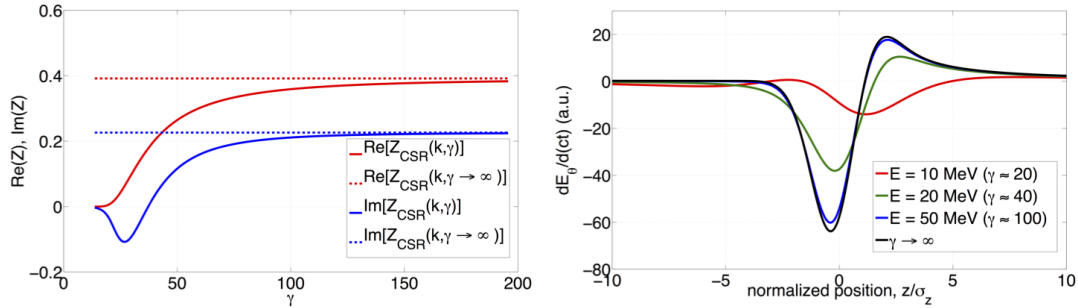 0.6
0.4
0.2
0
−0.2
Re(Z), Im(Z)
0
50
100
150
200
γ
Re[Z_CSR(k,γ)]
Re[Z_CSR(k,γ → ∞ )]
Im[Z_CSR(k,γ)]
Im[Z_CSR(k,γ → ∞ )]
20
0
−20
−40
−60
−80
dE_θ/d(ct) (a.u.)
−10
−5
0
5
10
normalized position, z/σ_z
E = 10 MeV (γ ≈ 20)
E = 20 MeV (γ ≈ 40)
E = 50 MeV (γ ≈ 100)
γ → ∞